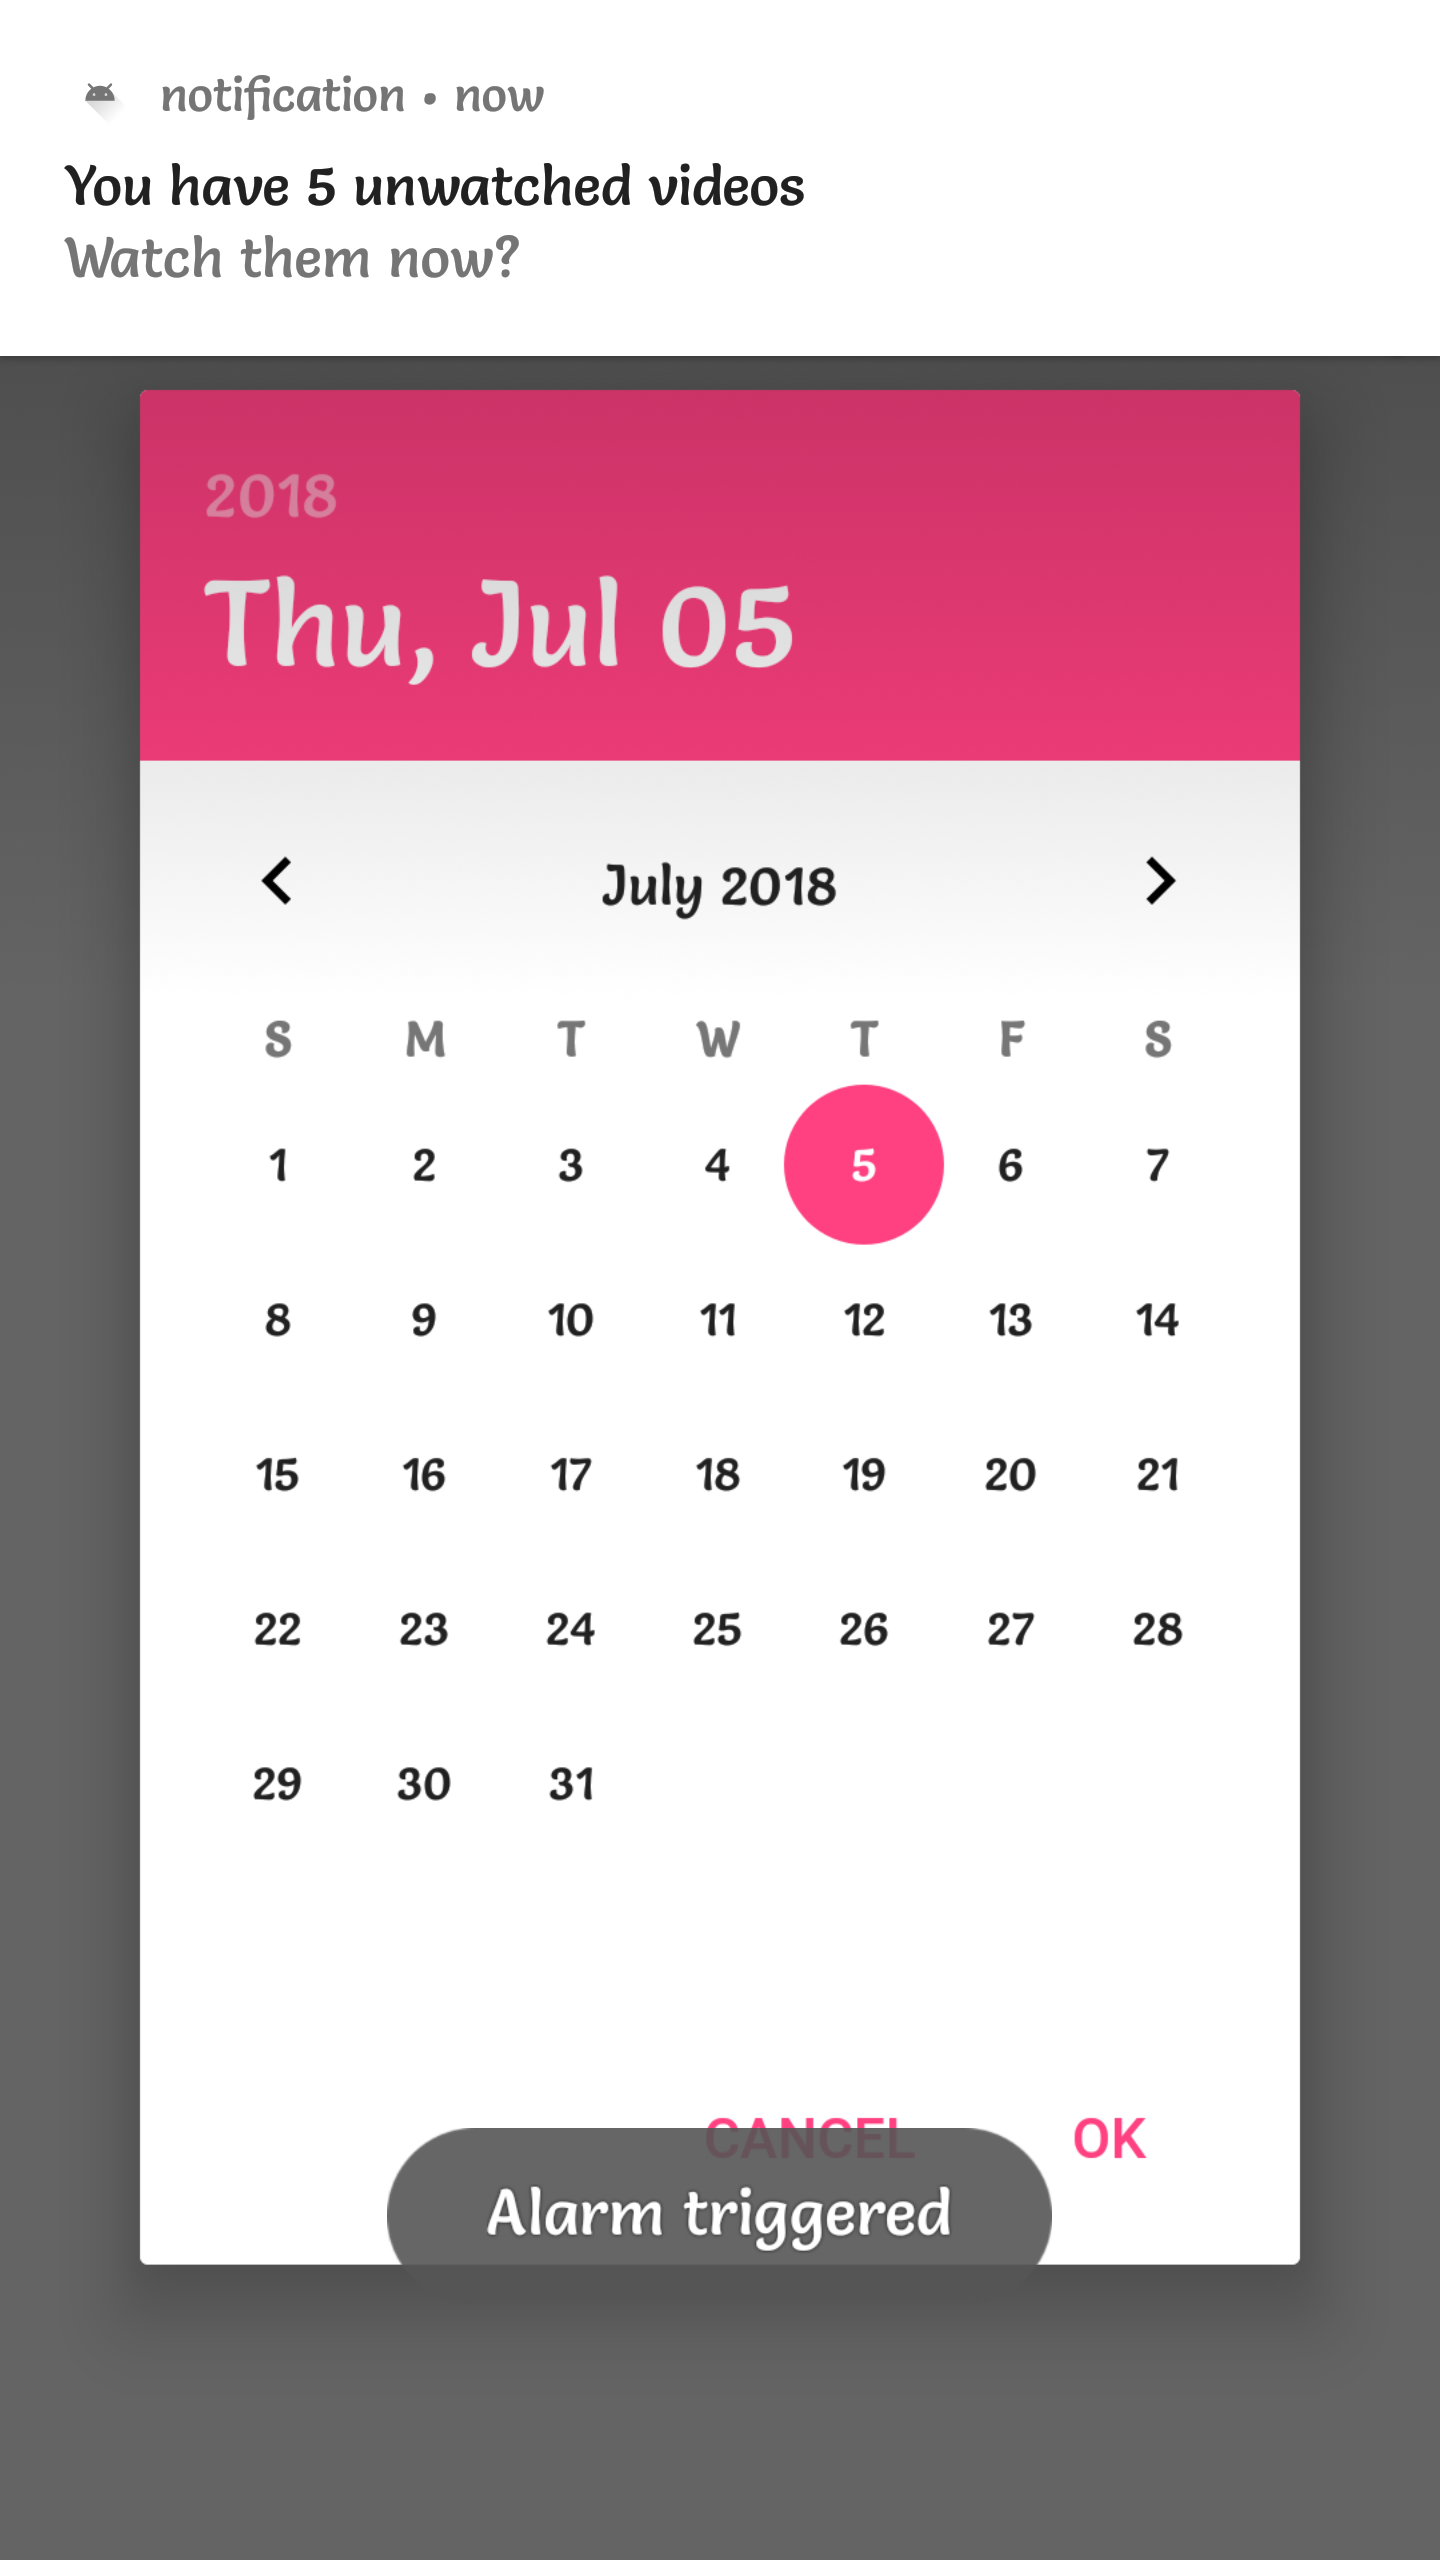 notification • now
You have 5 unwatched videos
Watch them now?
2018
Thu, Jul 05
July 2018
S M T W T F S
1 2 3 4 5 6 7
8 9 10 11 12 13 14
15 16 17 18 19 20 21
22 23 24 25 26 27 28
29 30 31
CANCEL OK
Alarm triggered